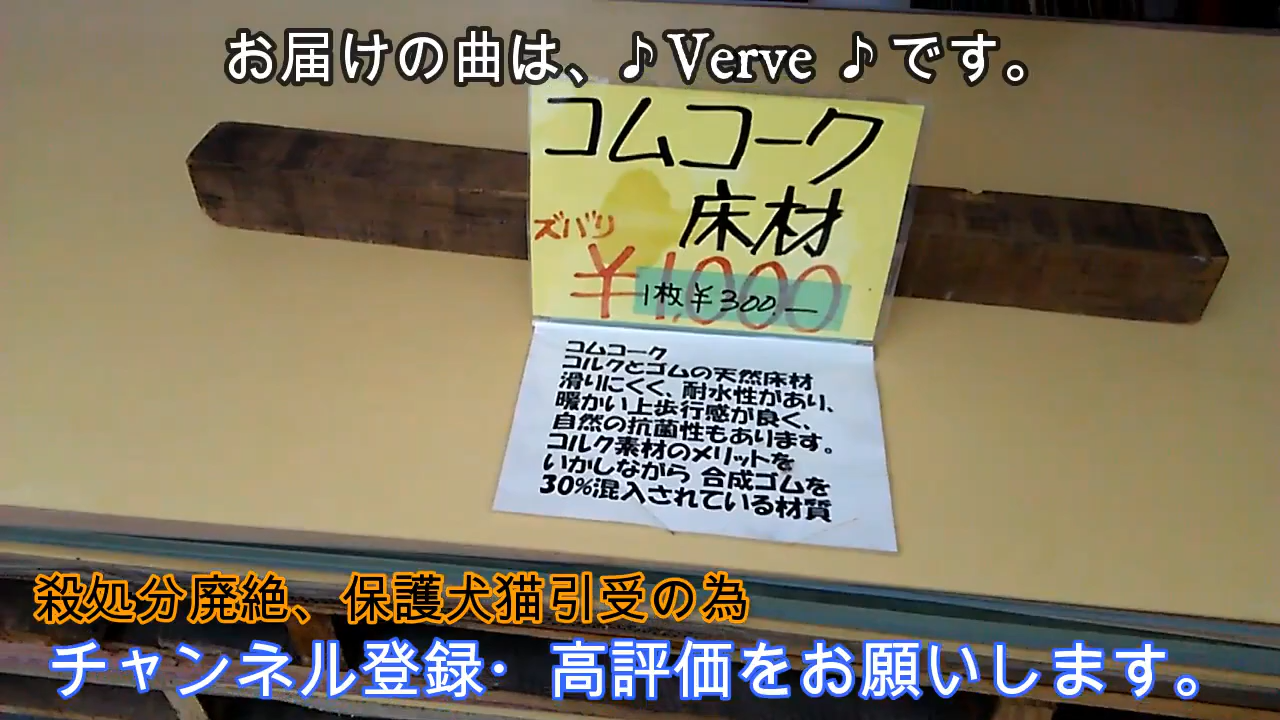 お届けの曲は、♪Verve ♪です。
コムコーク
床材
ズバリ
¥1,000
1枚¥300.―
コムコーク
コルクとゴムの天然床材
滑りにくく、耐水性があり、
暖かい上歩行感が良く、
自然の抗菌性もあります。
コルク素材のメリットを
いかしながら 合成ゴムを
30%混入されている材質
殺処分廃絶、保護犬猫引受の為
チャンネル登録・高評価をお願いします。